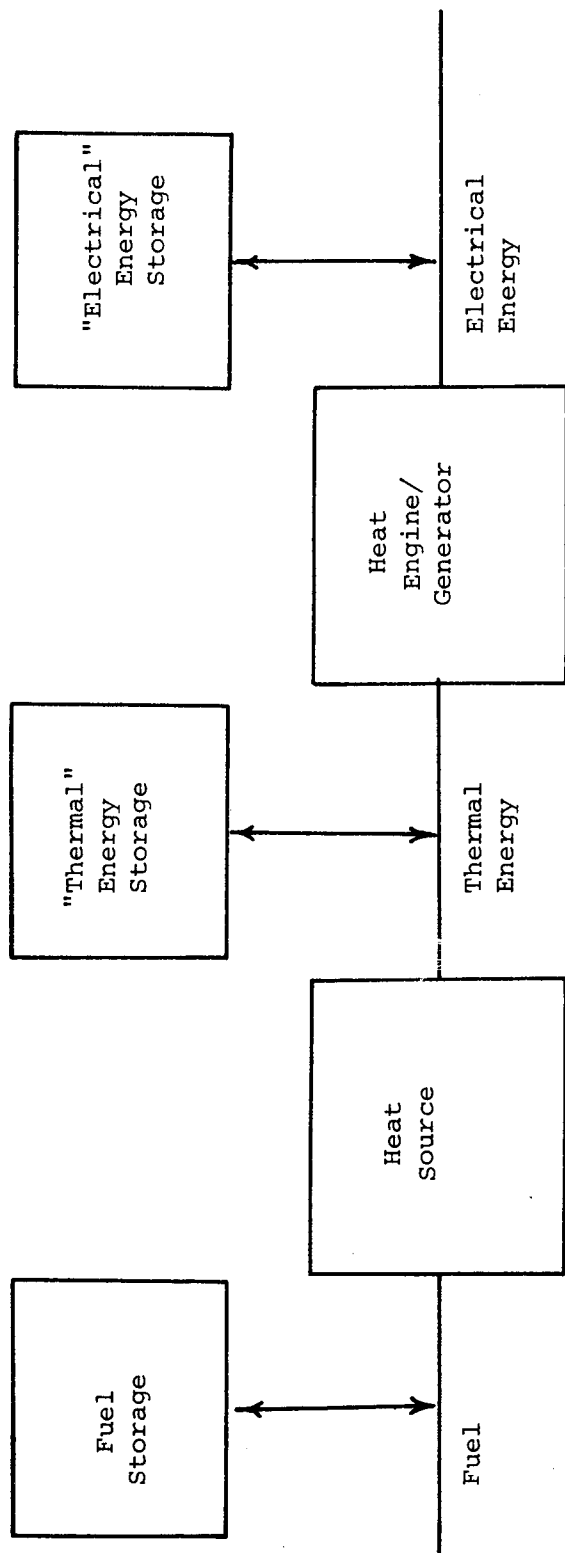 Fuel
Storage
"Thermal"
Energy
Storage
"Electrical"
Energy
Storage
Heat
Source
Heat
Engine/
Generator
Fuel
Thermal
Energy
Electrical
Energy